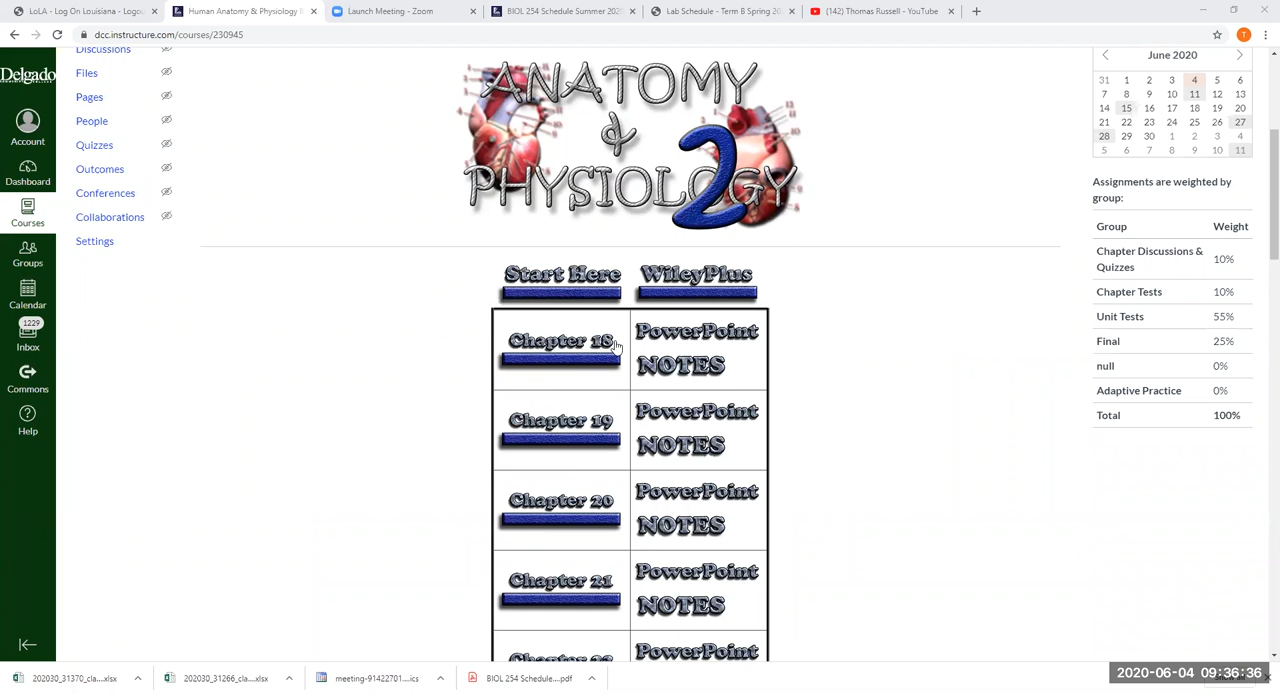 LoLA - Log On Louisiana - Logou
Human Anatomy & Physiology II
Launch Meeting - Zoom
BIOL 254 Schedule Summer 202
Lab Schedule - Term B Spring 20
(142) Thomas Russell - YouTube
dcc.instructure.com/courses/230945
T
Delgado
Account
Dashboard
Courses
Groups
Calendar
1229
Inbox
Commons
Help
Discussions
Files
Pages
People
Quizzes
Outcomes
Conferences
Collaborations
Settings
ANATOMY
&
PHYSIOLOGY
2
Start Here WileyPlus
Chapter 18 PowerPoint
NOTES
Chapter 19 PowerPoint
NOTES
Chapter 20 PowerPoint
NOTES
Chapter 21 PowerPoint
NOTES
Chapter 22 PowerPoint
June 2020
31 1 2 3 4 5 6
7 8 9 10 11 12 13
14 15 16 17 18 19 20
21 22 23 24 25 26 27
28 29 30 1 2 3 4
5 6 7 8 9 10 11
Assignments are weighted by
group:
Group Weight
Chapter Discussions &
Quizzes 10%
Chapter Tests 10%
Unit Tests 55%
Final 25%
null 0%
Adaptive Practice 0%
Total 100%
202030_31370_cla....xlsx
202030_31266_cla....xlsx
meeting-91422701....ics
BIOL 254 Schedule....pdf
2020-06-04 09:36:36